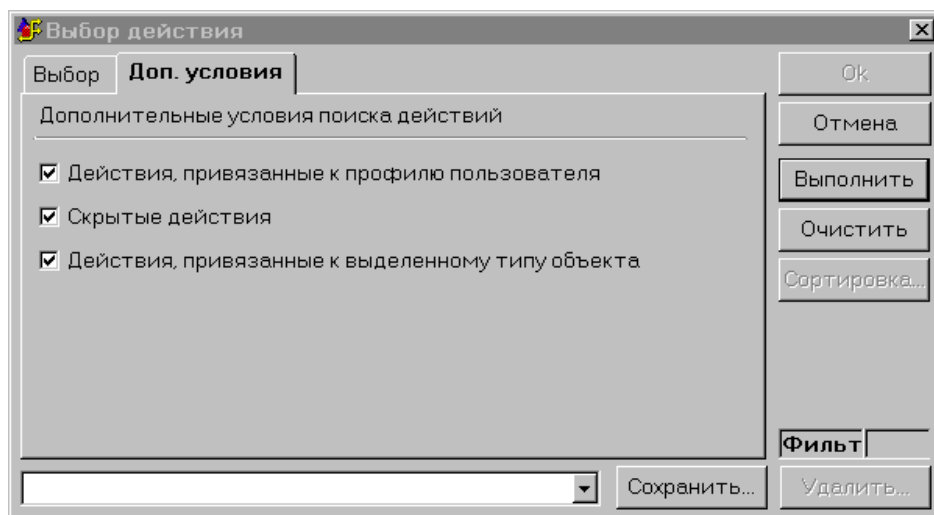 Выбор действия
Выбор
Доп. условия
Дополнительные условия поиска действий
Действия, привязанные к профилю пользователя
Скрытые действия
Действия, привязанные к выделенному типу объекта
Ok
Отмена
Выполнить
Очистить
Сортировка...
Фильт
Сохранить...
Удалить...